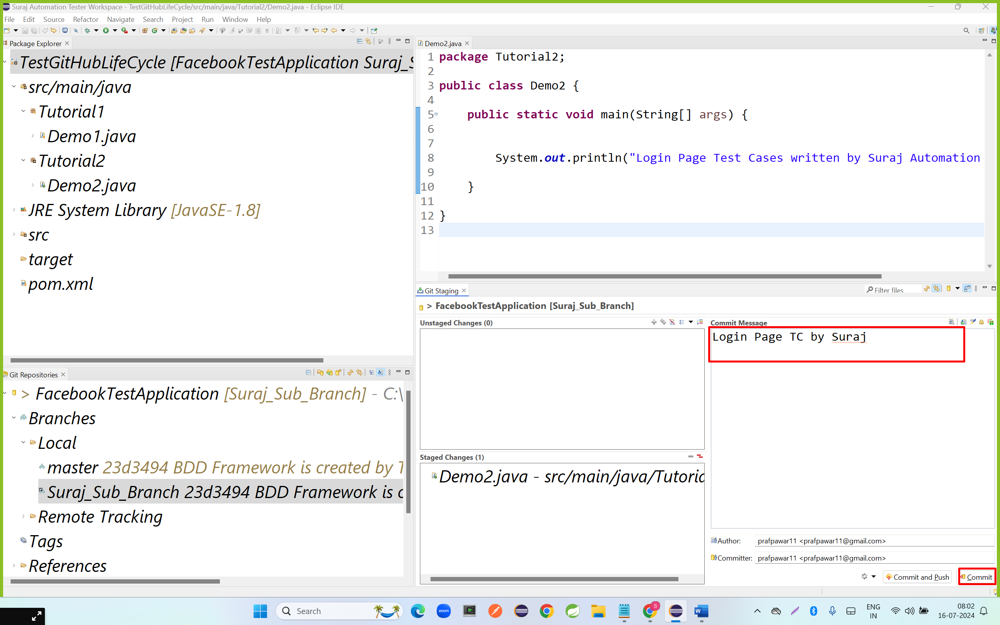 Suraj Automation Tester Workspace - TestGitHubLifeCycle/src/main/java/Tutorial2/Demo2.java - Eclipse IDE
File Edit Source Refactor Navigate Search Project Run Window Help
Package Explorer
TestGitHubLifeCycle [FacebookTestApplication Suraj_S
src/main/java
Tutorial1
Demo1.java
Tutorial2
Demo2.java
JRE System Library [JavaSE-1.8]
src
target
pom.xml
Git Repositories
> FacebookTestApplication [Suraj_Sub_Branch] - C:\
Branches
Local
master 23d3494 BDD Framework is created by T
Suraj_Sub_Branch 23d3494 BDD Framework is c
Remote Tracking
Tags
References
Demo2.java
1 package Tutorial2;
2
3 public class Demo2 {
4
5 public static void main(String[] args) {
6
7
8 System.out.println("Login Page Test Cases written by Suraj Automation
9
10 }
11
12 }
13
Git Staging
Filter files
> FacebookTestApplication [Suraj_Sub_Branch]
Unstaged Changes (0)
Staged Changes (1)
Demo2.java - src/main/java/Tutoria
Commit Message
Login Page TC by Suraj
Author: prafpawar11 <prafpawar11@gmail.com>
Committer: prafpawar11 <prafpawar11@gmail.com>
Commit and Push Commit
Search
zoom
S
W
ENG
IN
08:02
16-07-2024